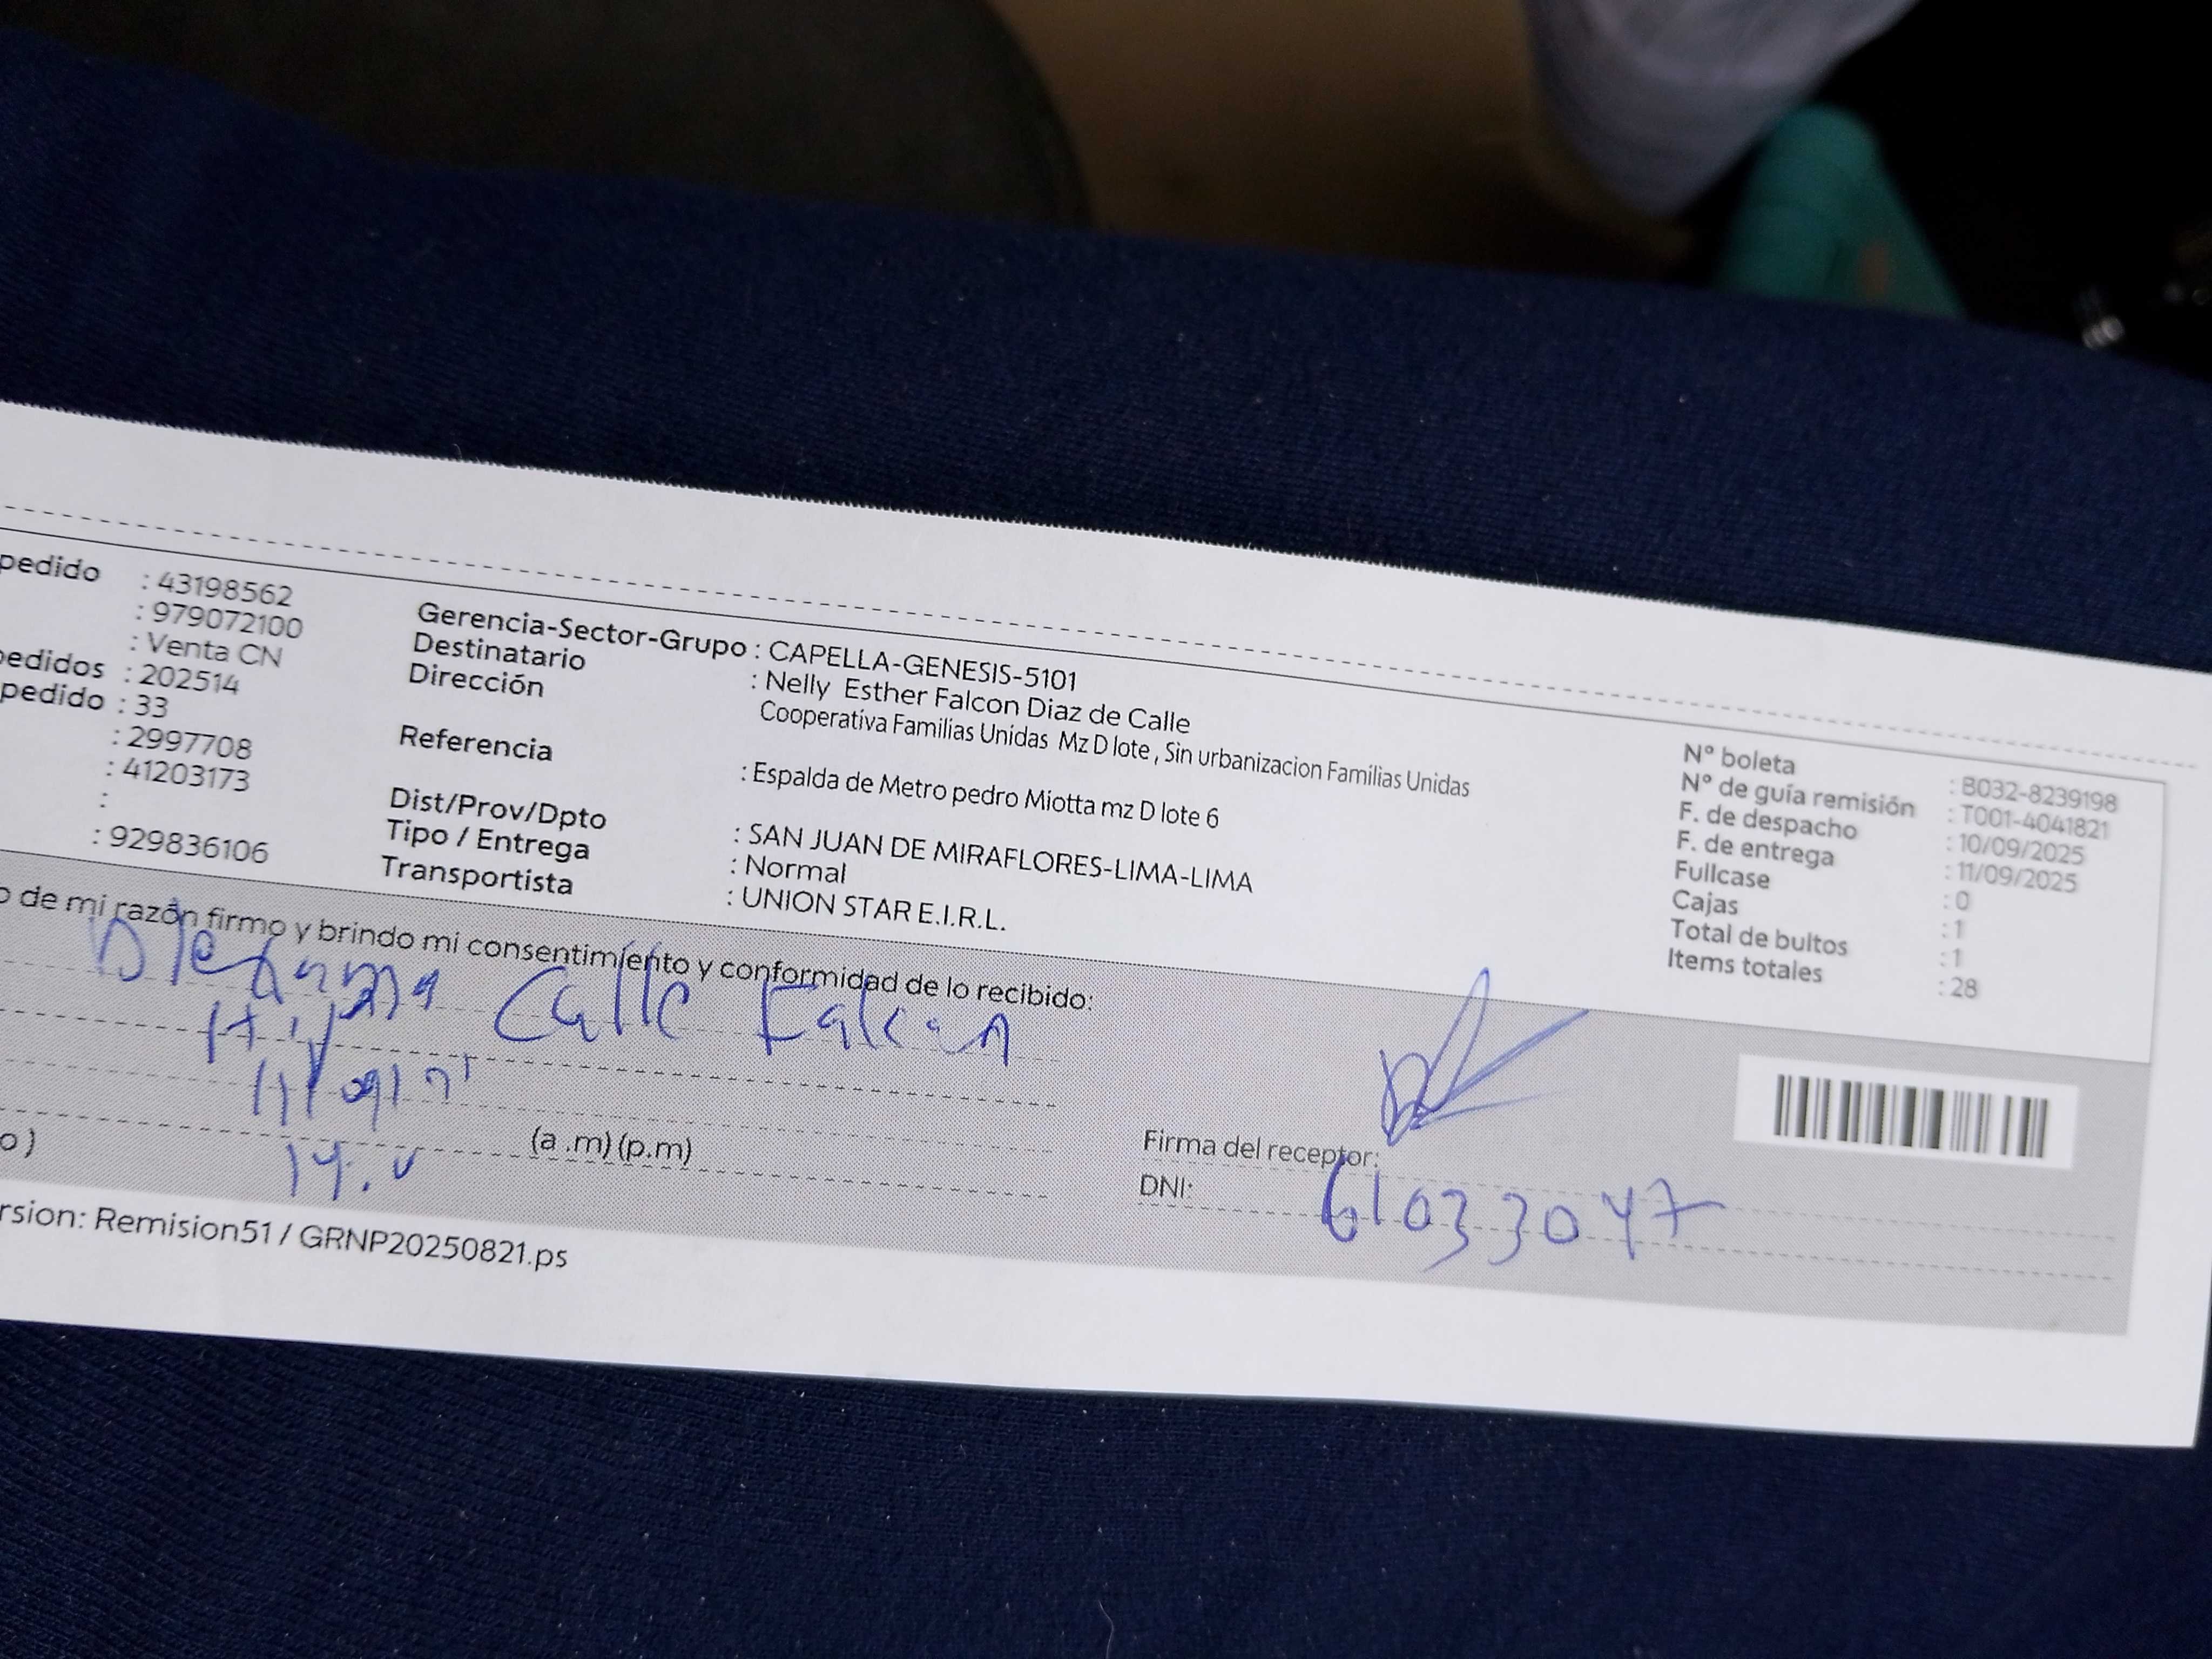 pedido : 43198562
: 979072100
: Venta CN
pedidos : 202514
pedido : 33
: 2997708
: 41203173
:
: 929836106
Gerencia-Sector-Grupo : CAPELLA-GENESIS-5101
Destinatario : Nelly Esther Falcon Diaz de Calle
Dirección Cooperativa Familias Unidas Mz D lote , Sin urbanizacion Familias Unidas
Referencia : Espalda de Metro pedro Miotta mz D lote 6
Dist/Prov/Dpto : SAN JUAN DE MIRAFLORES-LIMA-LIMA
Tipo / Entrega : Normal
Transportista : UNION STAR E.I.R.L.
Nº boleta : B032-8239198
Nº de guía remisión : T001-4041821
F. de despacho : 10/09/2025
F. de entrega : 11/09/2025
Fullcase : 0
Cajas : 1
Total de bultos : 1
Items totales : 28
o de mi razón firmo y brindo mi consentimiento y conformidad de lo recibido:
Calle Falcon
o) (a .m) (p.m)
Firma del receptor:
DNI: 61033047
rsion: Remision51 / GRNP20250821.ps